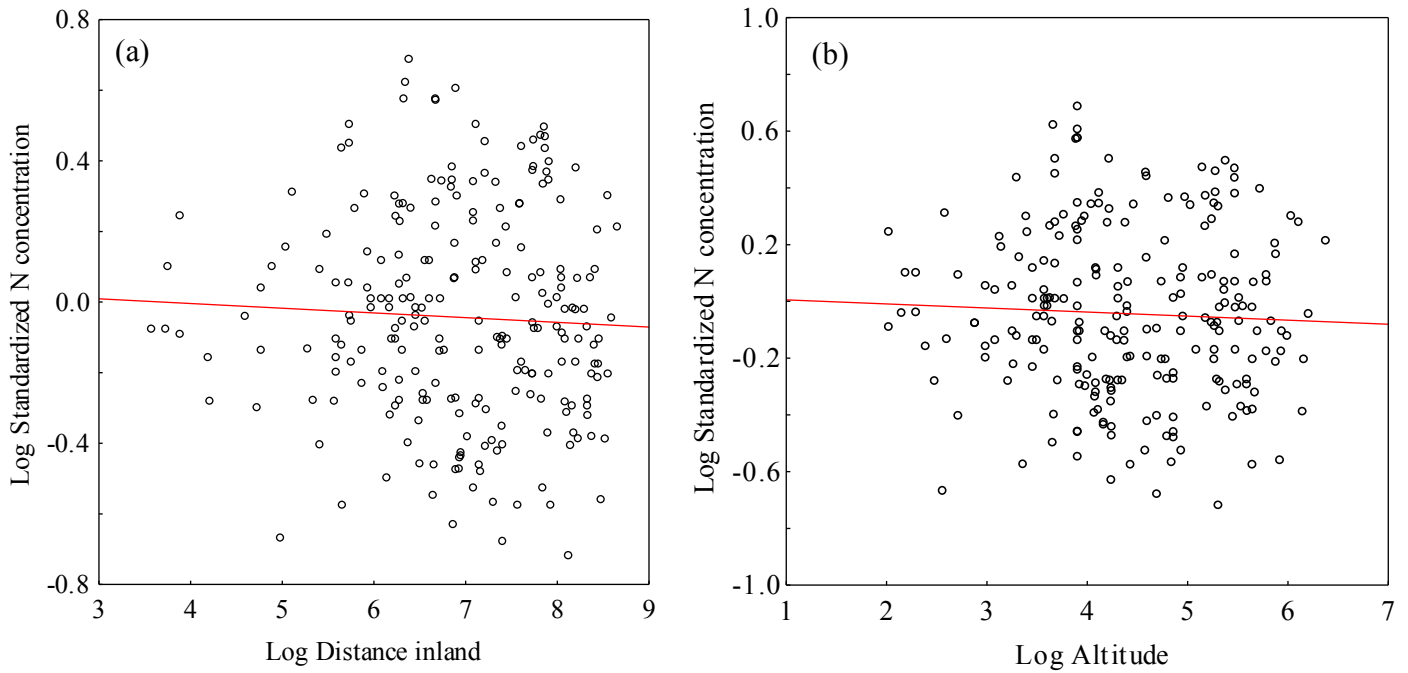 (a)
0.8
0.4
0.0
-0.4
-0.8
3 4 5 6 7 8 9
Log Distance inland
Log Standardized N concentration
(b)
1.0
0.6
0.2
-0.2
-0.6
-1.0
1 2 3 4 5 6 7
Log Altitude
Log Standardized N concentration